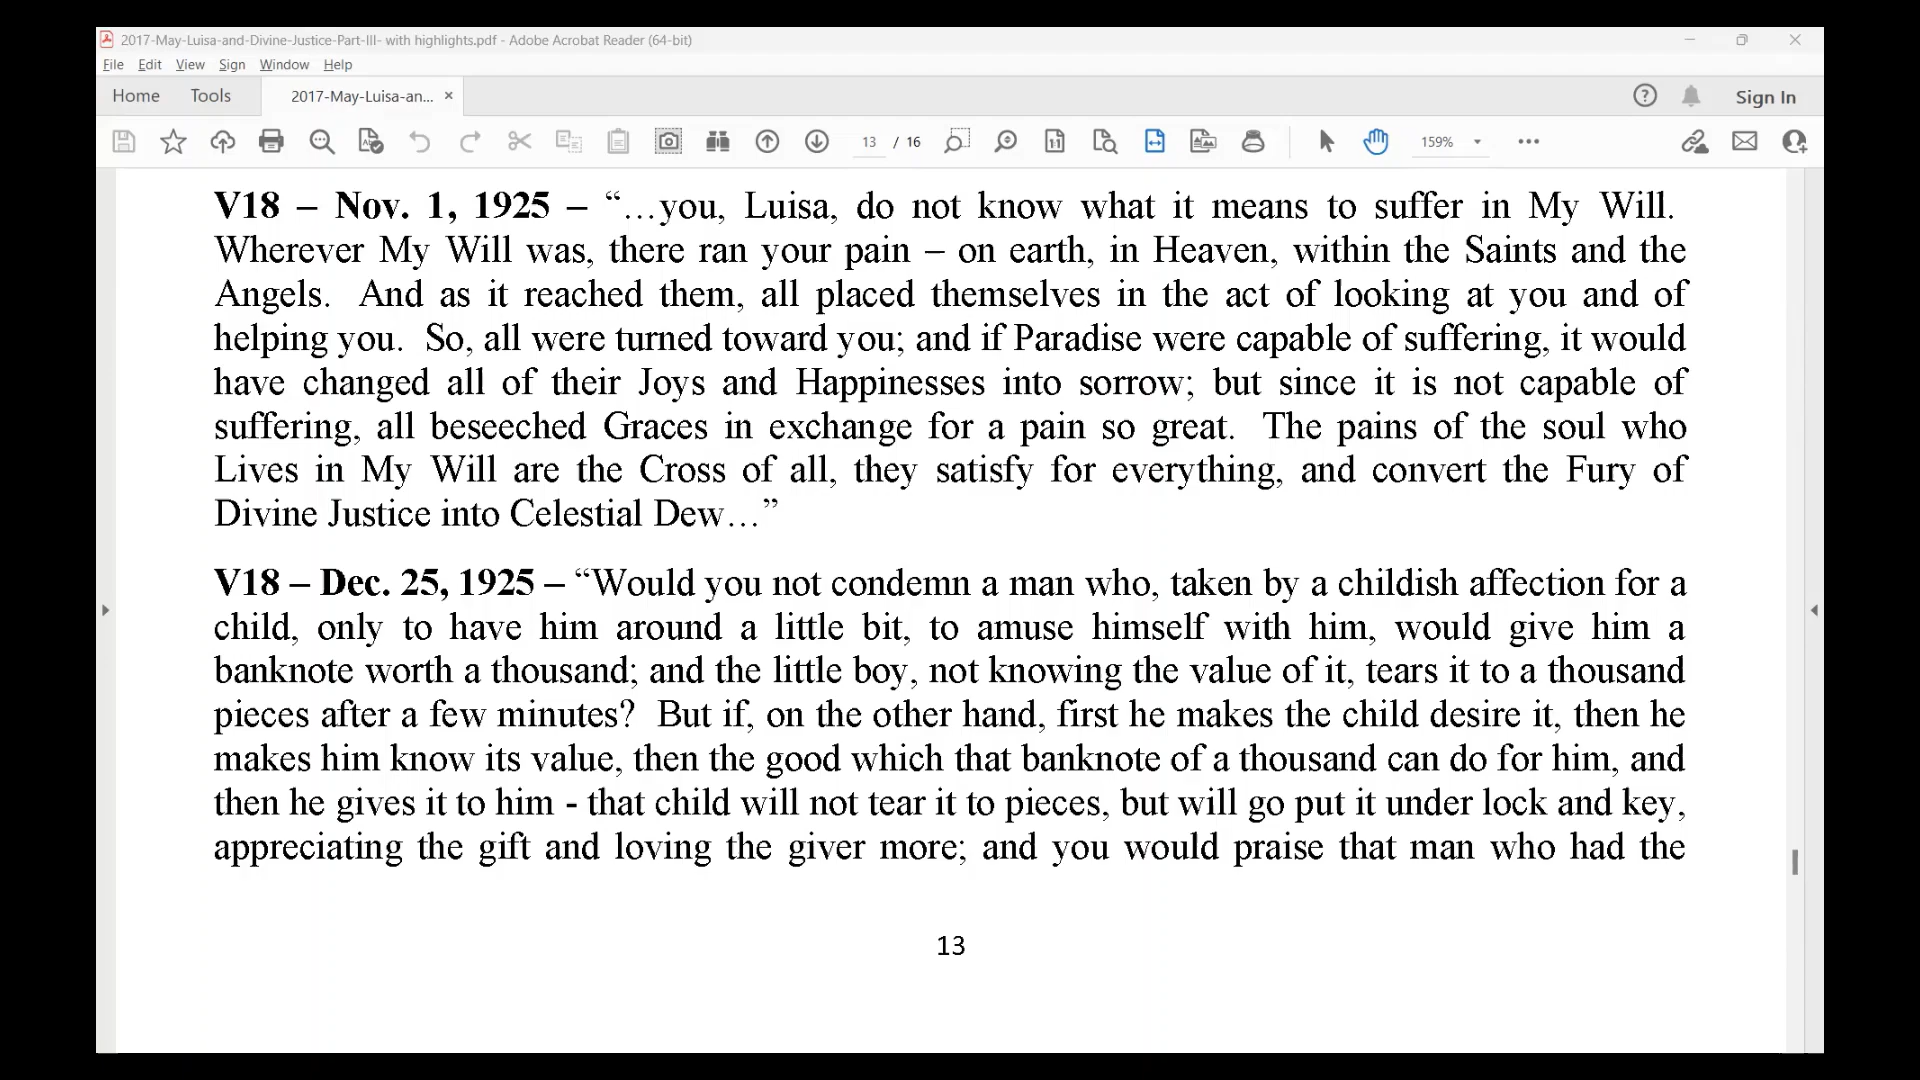 2017-May-Luisa-and-Divine-Justice-Part-III- with highlights.pdf - Adobe Acrobat Reader (64-bit)
File Edit View Sign Window Help
Home Tools 2017-May-Luisa-an... × Sign In
13 / 16 159%
V18 – Nov. 1, 1925 – “…you, Luisa, do not know what it means to suffer in My Will.
Wherever My Will was, there ran your pain – on earth, in Heaven, within the Saints and the
Angels. And as it reached them, all placed themselves in the act of looking at you and of
helping you. So, all were turned toward you; and if Paradise were capable of suffering, it would
have changed all of their Joys and Happinesses into sorrow; but since it is not capable of
suffering, all beseeched Graces in exchange for a pain so great. The pains of the soul who
Lives in My Will are the Cross of all, they satisfy for everything, and convert the Fury of
Divine Justice into Celestial Dew…”
V18 – Dec. 25, 1925 – “Would you not condemn a man who, taken by a childish affection for a
child, only to have him around a little bit, to amuse himself with him, would give him a
banknote worth a thousand; and the little boy, not knowing the value of it, tears it to a thousand
pieces after a few minutes? But if, on the other hand, first he makes the child desire it, then he
makes him know its value, then the good which that banknote of a thousand can do for him, and
then he gives it to him - that child will not tear it to pieces, but will go put it under lock and key,
appreciating the gift and loving the giver more; and you would praise that man who had the
13